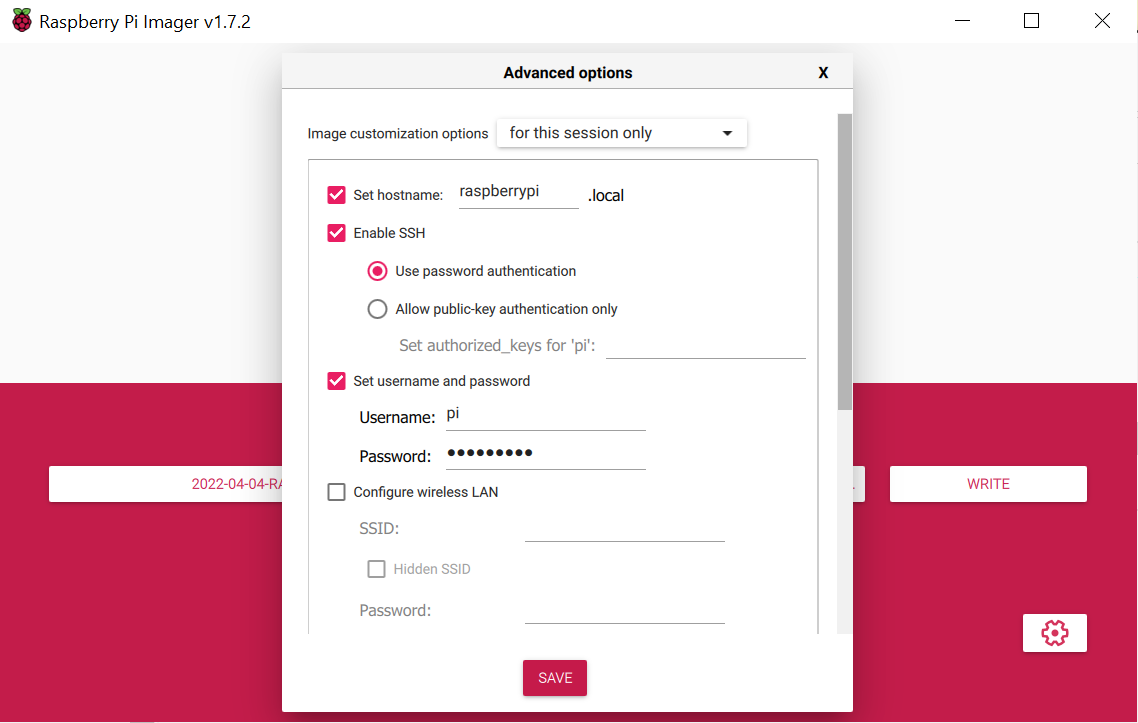 Raspberry Pi Imager v1.7.2
Advanced options X
Image customization options for this session only
Set hostname: raspberrypi .local
Enable SSH
Use password authentication
Allow public-key authentication only
Set authorized_keys for 'pi':
Set username and password
Username: pi
Password: •••••••••
2022-04-04-RA
WRITE
Configure wireless LAN
SSID:
Hidden SSID
Password:
SAVE